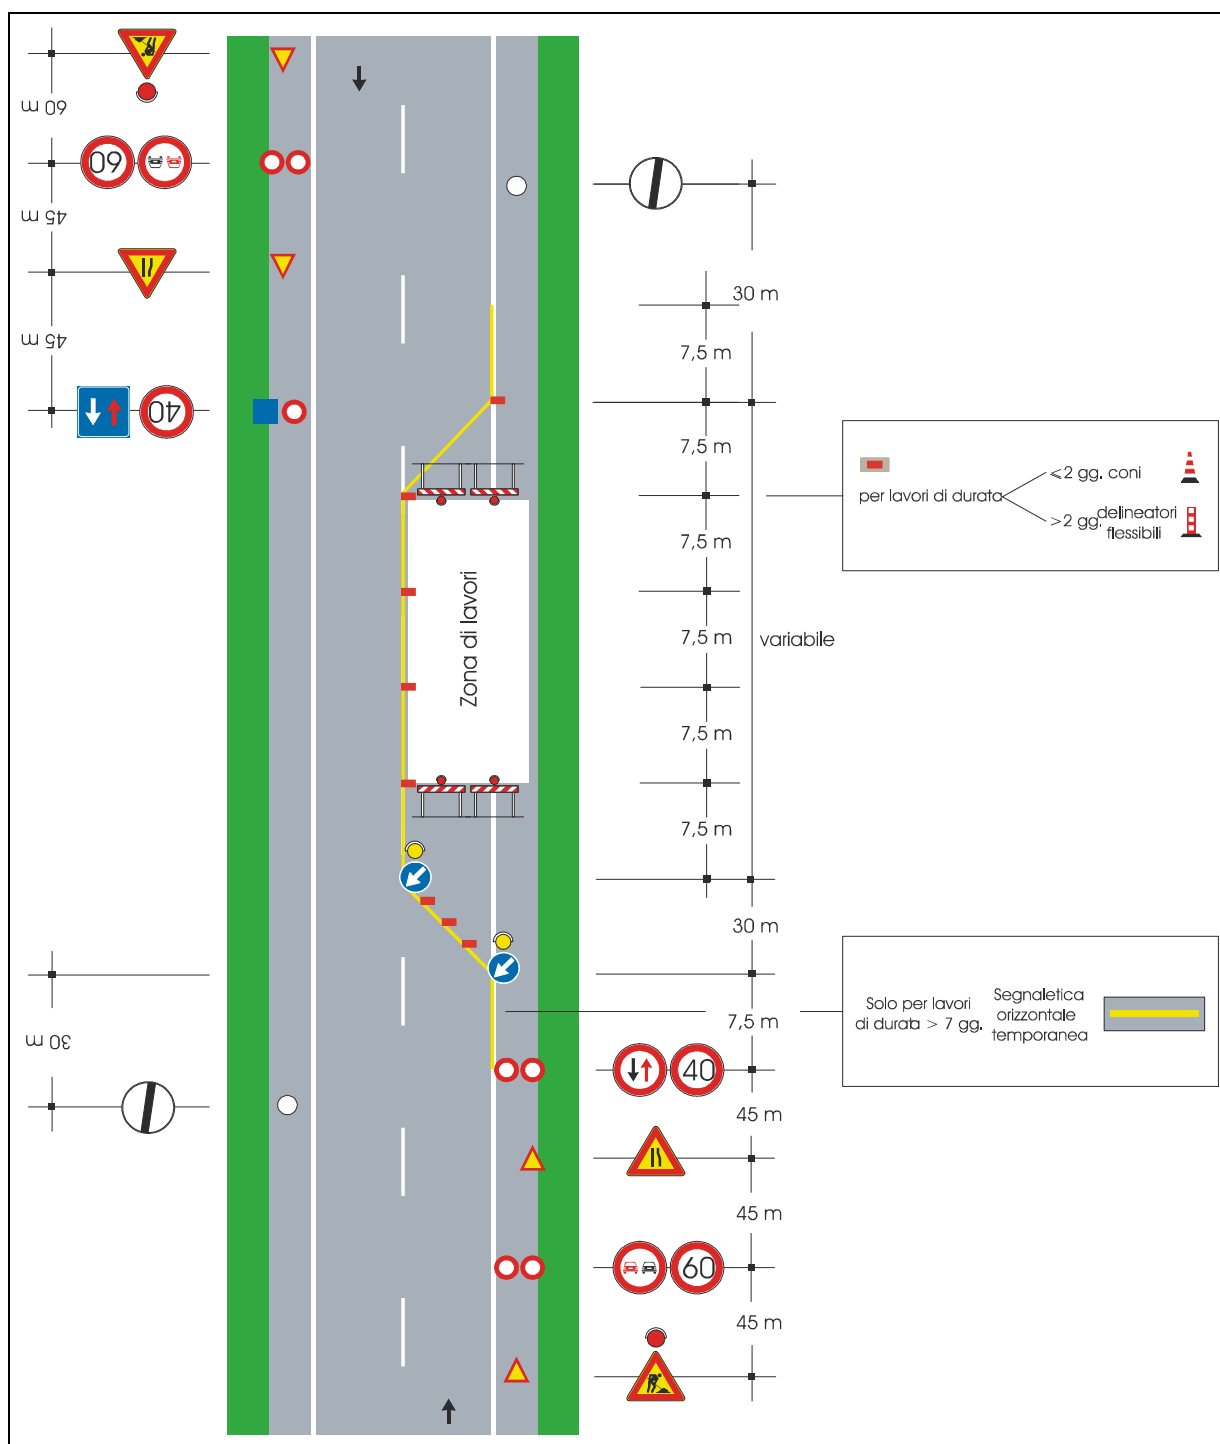 60 m
60
45 m
45 m
40
30 m
30 m
7,5 m
7,5 m
7,5 m
7,5 m
7,5 m
7,5 m
variabile
30 m
7,5 m
40
45 m
45 m
60
45 m
Zona di lavori
per lavori di durata
<2 gg. coni
>2 gg. delineatori
flessibili
Solo per lavori
di durata > 7 gg.
Segnaletica
orizzontale
temporanea